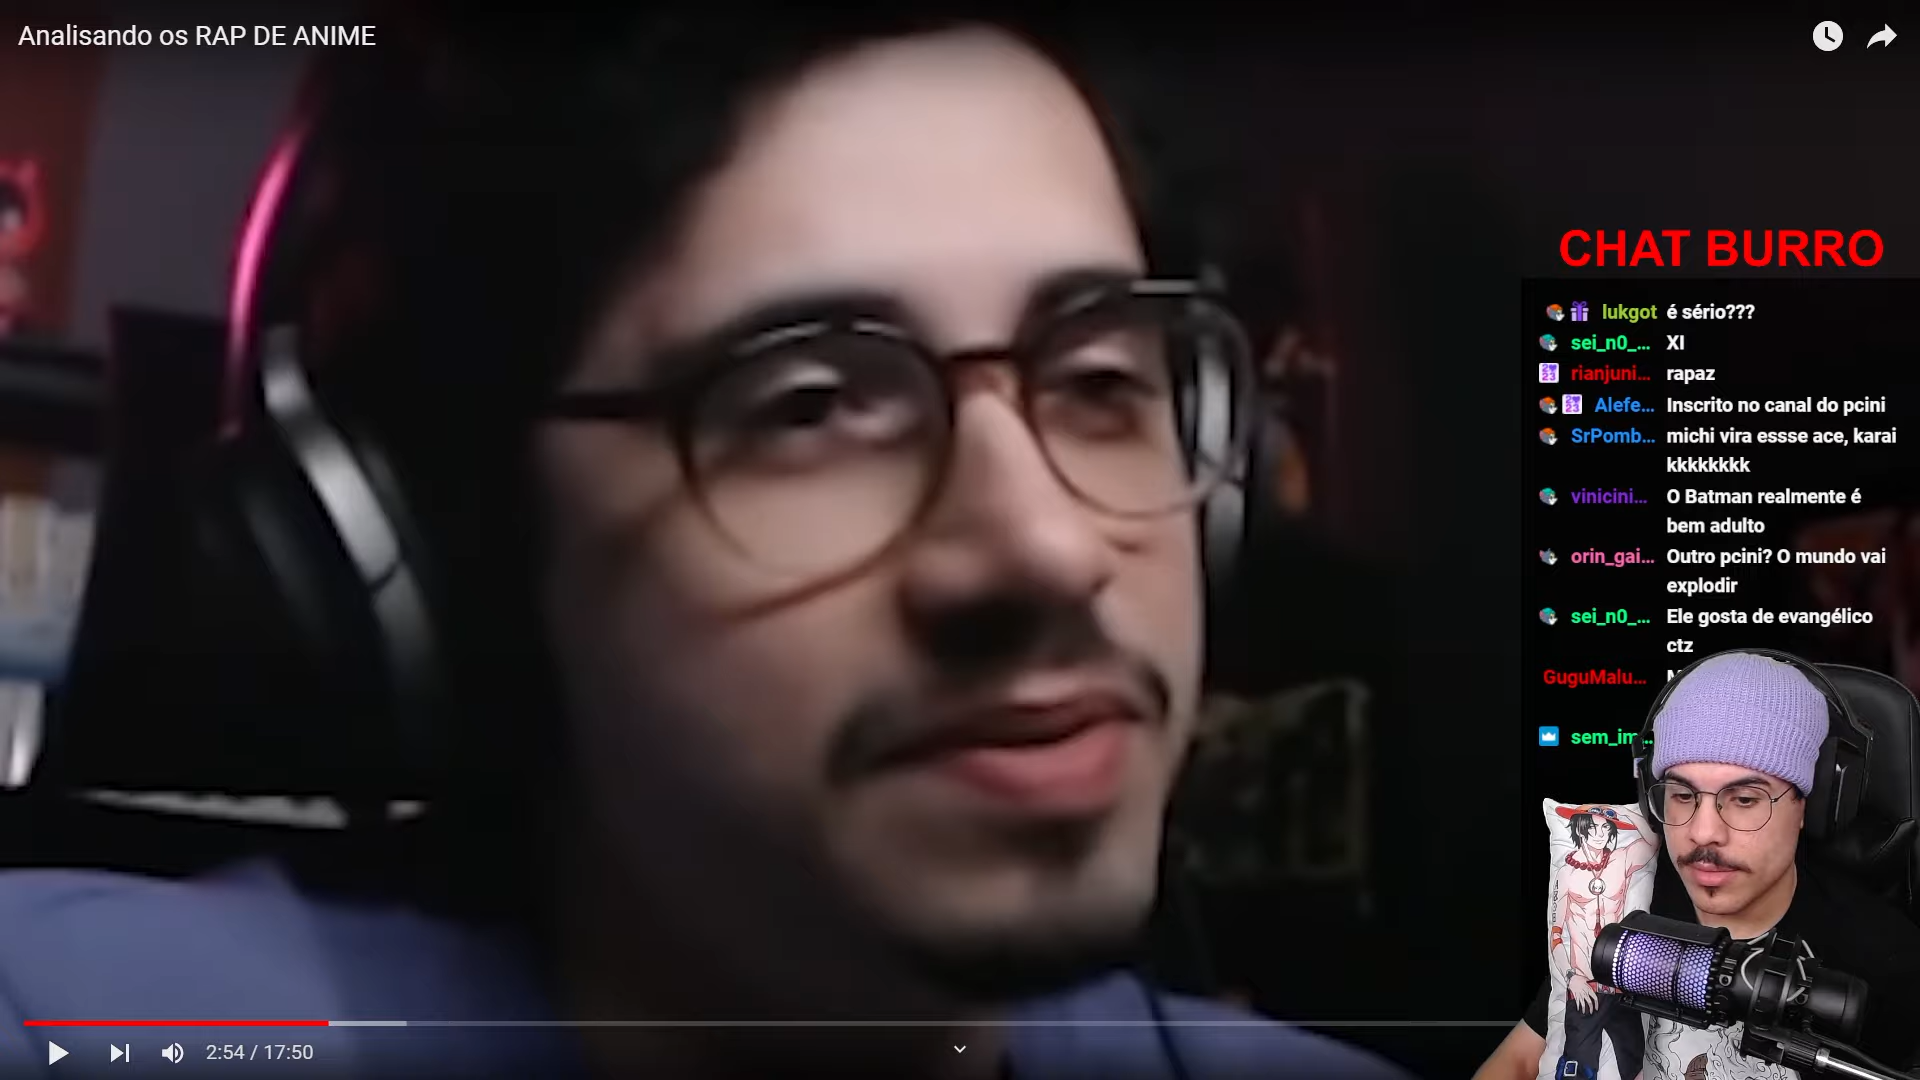 Analisando os RAP DE ANIME
CHAT BURRO
lukgot é sério???
sei_n0_... XI
rianjuni... rapaz
Alefe... Inscrito no canal do pcini
SrPomb... michi vira essse ace, karai
kkkkkkkk
vinicini... O Batman realmente é
bem adulto
orin_gai... Outro pcini? O mundo vai
explodir
sei_n0_... Ele gosta de evangélico
ctz
GuguMalu...
sem_im...
2:54 / 17:50